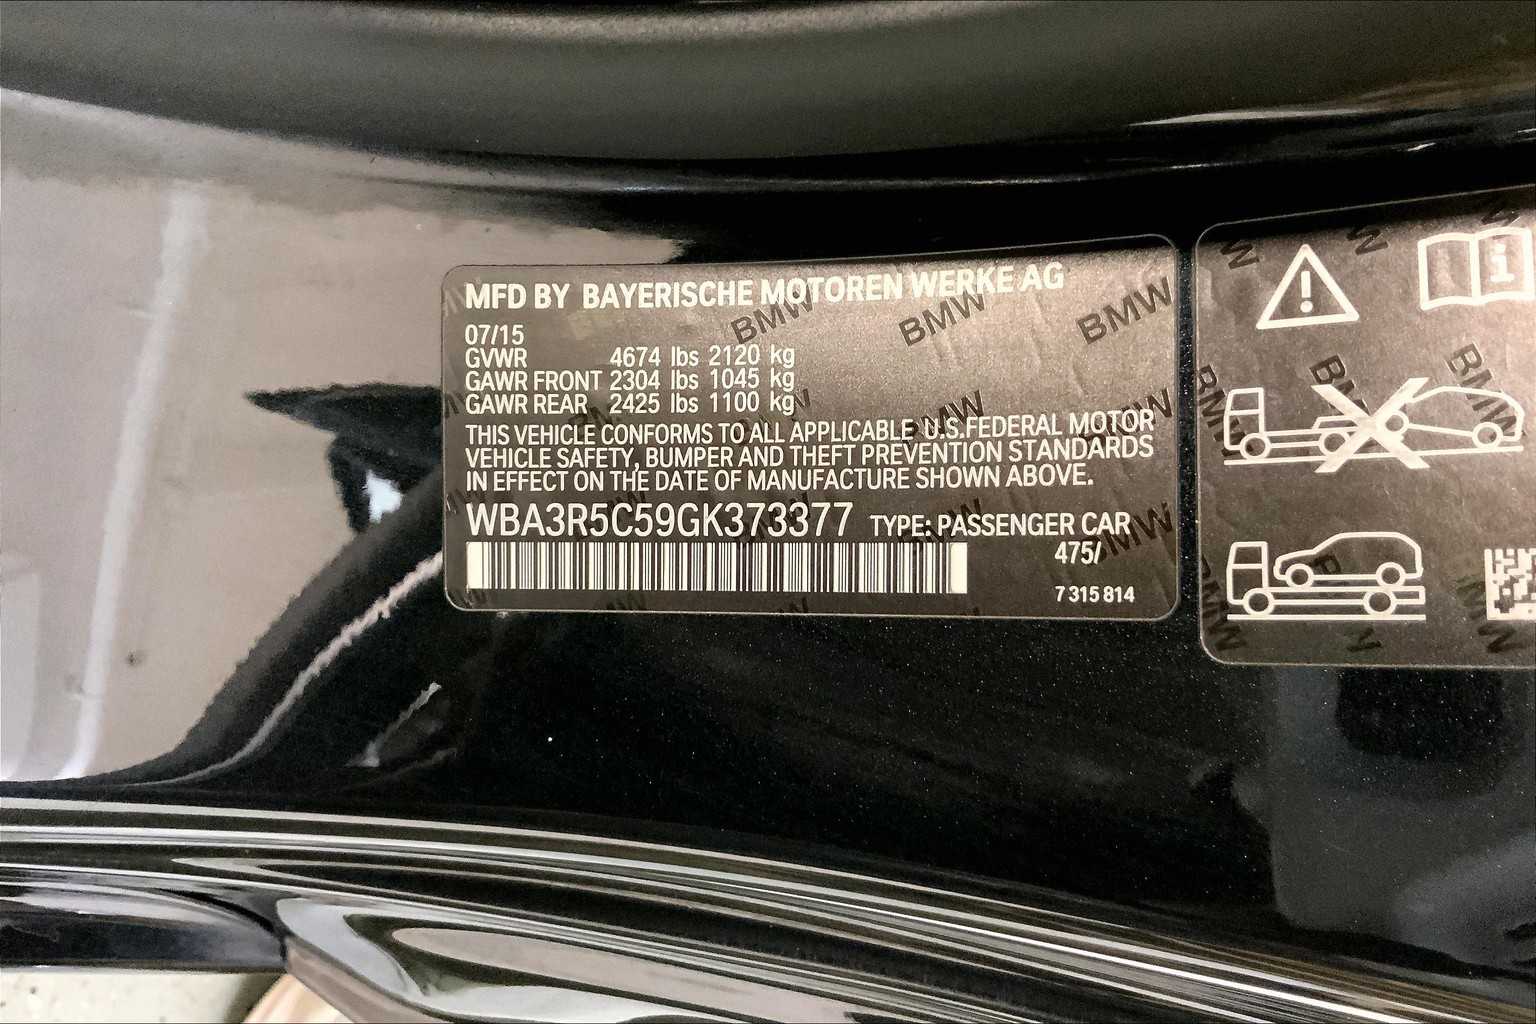 MFD BY BAYERISCHE MOTOREN WERKE AG
07/15
GVWR 4674 lbs 2120 kg
GAWR FRONT 2304 lbs 1045 kg
GAWR REAR 2425 lbs 1100 kg
THIS VEHICLE CONFORMS TO ALL APPLICABLE U.S.FEDERAL MOTOR
VEHICLE SAFETY, BUMPER AND THEFT PREVENTION STANDARDS
IN EFFECT ON THE DATE OF MANUFACTURE SHOWN ABOVE.
WBA3R5C59GK373377 TYPE: PASSENGER CAR
475/
7 315 814
BMW BMW BMW